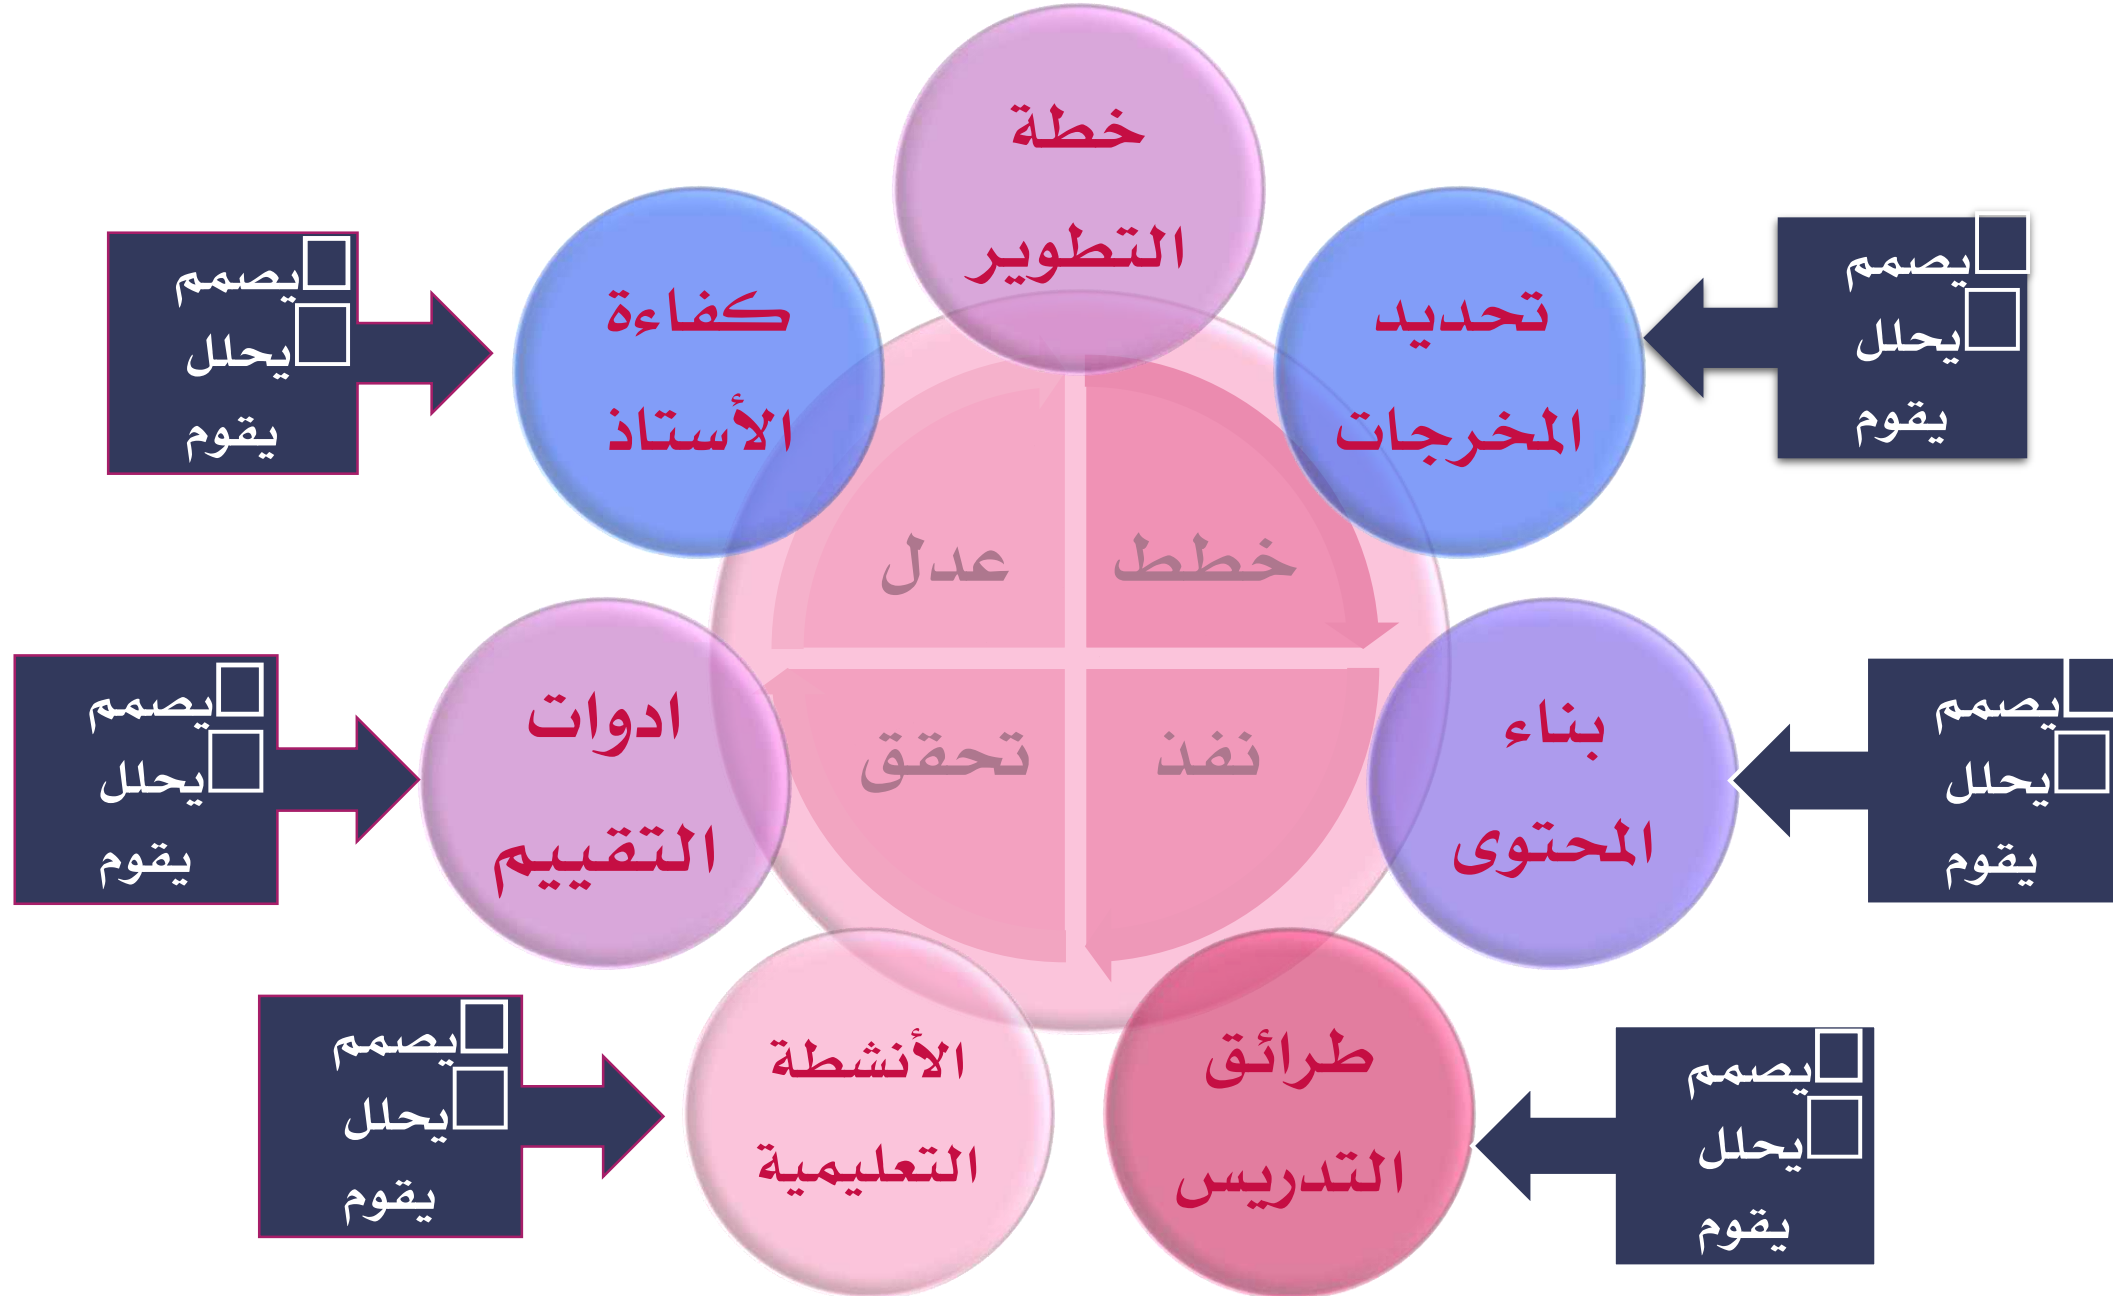 خطة
التطوير
تحديد
المخرجات
يصمم
يحلل
يقوم
بناء
المحتوى
يصمم
يحلل
يقوم
طرائق
التدريس
يصمم
يحلل
يقوم
الأنشطة
التعليمية
يصمم
يحلل
يقوم
ادوات
التقييم
يصمم
يحلل
يقوم
كفاءة
الأستاذ
يصمم
يحلل
يقوم
خطط
نفذ
تحقق
عدل